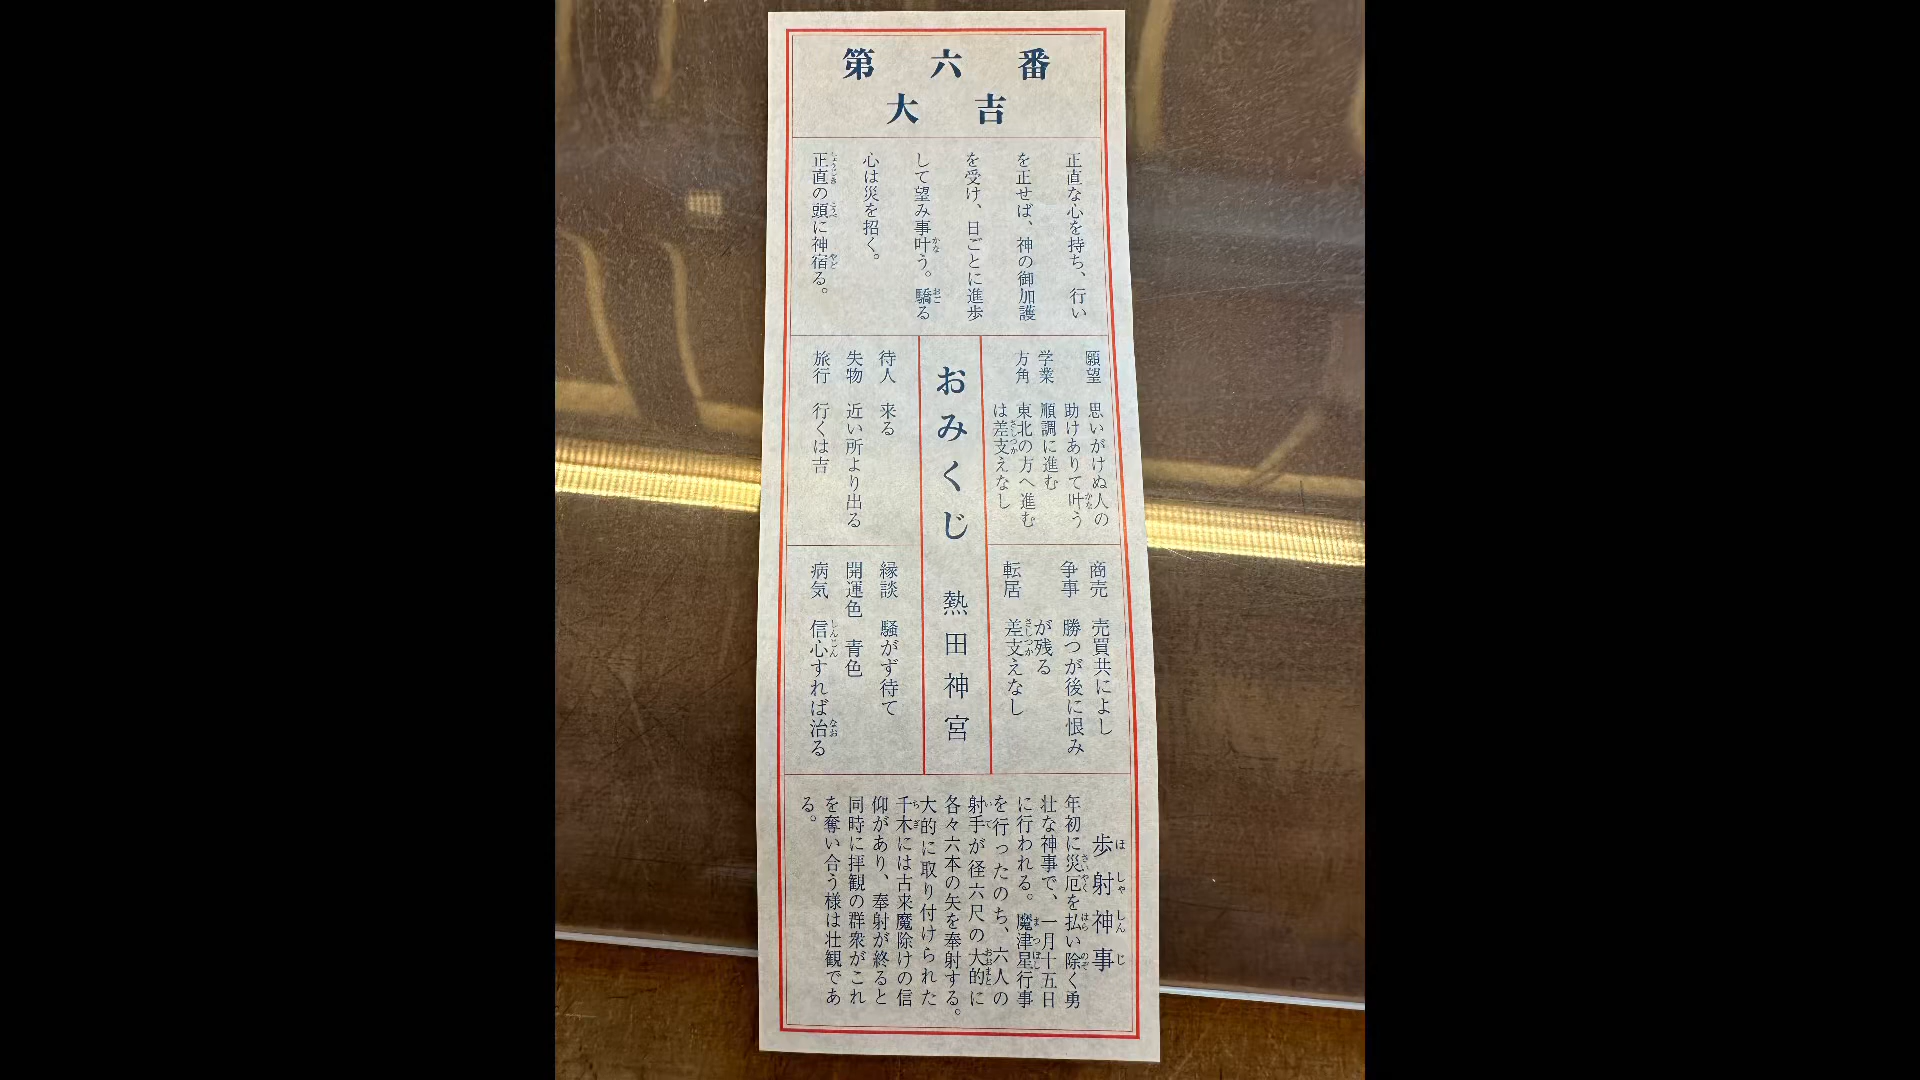 第六番
大吉
正直な心を持ち、行い
を正せば、神の御加護
を受け、日ごとに進歩
して望み事叶う。驕る
心は災を招く。
正直の頭に神宿る。
願望 思いがけぬ人の
助けありて叶う
学業 順調に進む
方角 東北の方へ進む
は差支えなし
おみくじ 熱田神宮
待人 来る
失物 近い所より出る
旅行 行くは吉
商売 売買共によし
争事 勝つが後に恨み
が残る
転居 差支えなし
縁談 騒がず待て
開運色 青色
病気 信心すれば治る
歩射神事
年初に災厄を払い除く勇
壮な神事で、一月十五日
に行われる。魔津星行事
を行ったのち、六人の
射手が径六尺の大的に
各々六本の矢を奉射する。
大的に取り付けられた
千木には古来魔除けの信
仰があり、奉射が終ると
同時に拝観の群衆がこれ
を奪い合う様は壮観であ
る。